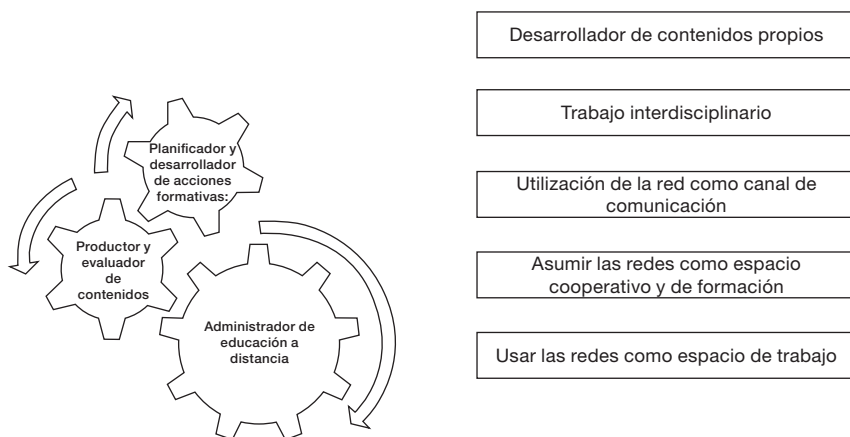 Planificador y
desarrollador
de acciones
formativas:
Productor y
evaluador
de
contenidos
Administrador de
educación a
distancia
Desarrollador de contenidos propios
Trabajo interdisciplinario
Utilización de la red como canal de
comunicación
Asumir las redes como espacio
cooperativo y de formación
Usar las redes como espacio de trabajo